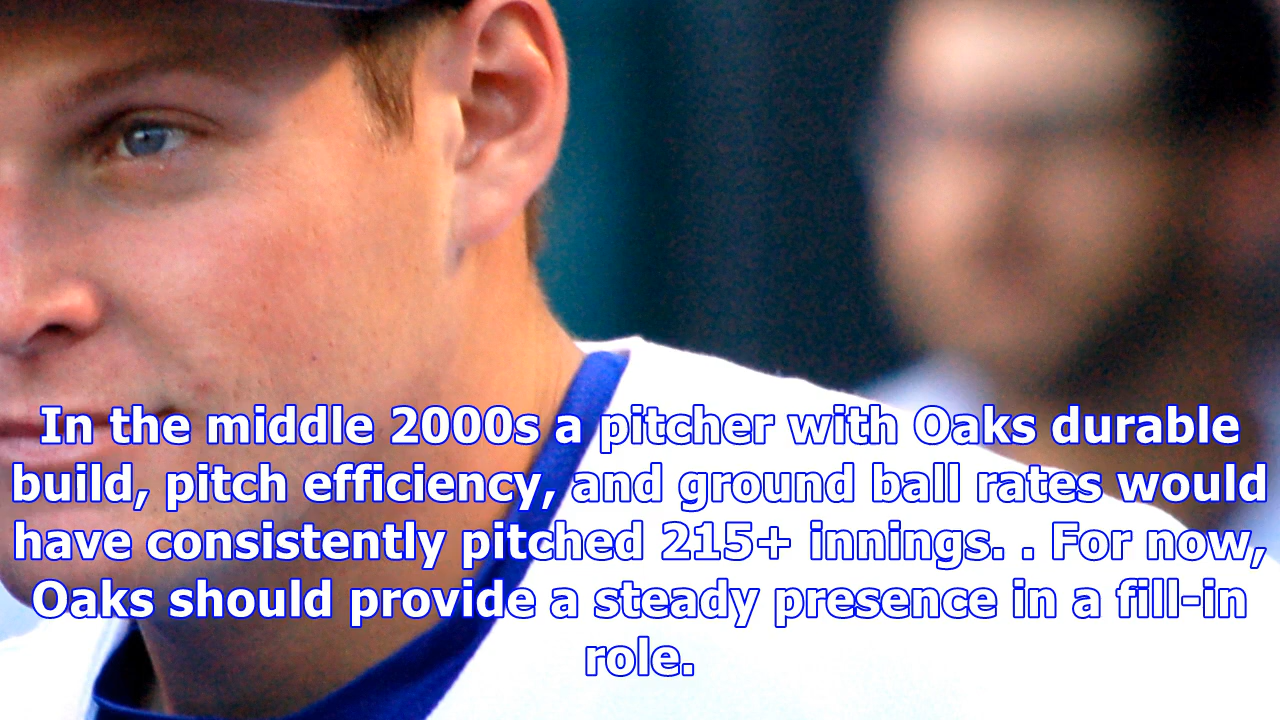 In the middle 2000s a pitcher with Oaks durable
build, pitch efficiency, and ground ball rates would
have consistently pitched 215+ innings. . For now,
Oaks should provide a steady presence in a fill-in
role.